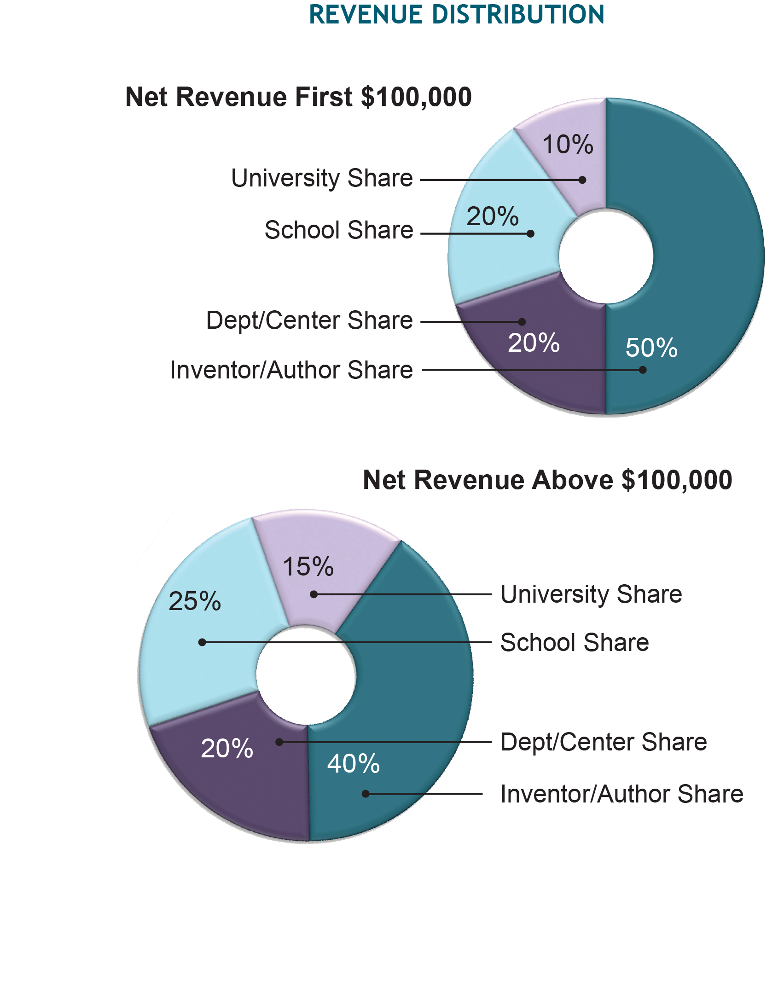 REVENUE DISTRIBUTION
Net Revenue First $100,000
10%
University Share
20%
School Share
Dept/Center Share
20%
50%
Inventor/Author Share
Net Revenue Above $100,000
15%
University Share
25%
School Share
Dept/Center Share
20%
40%
Inventor/Author Share